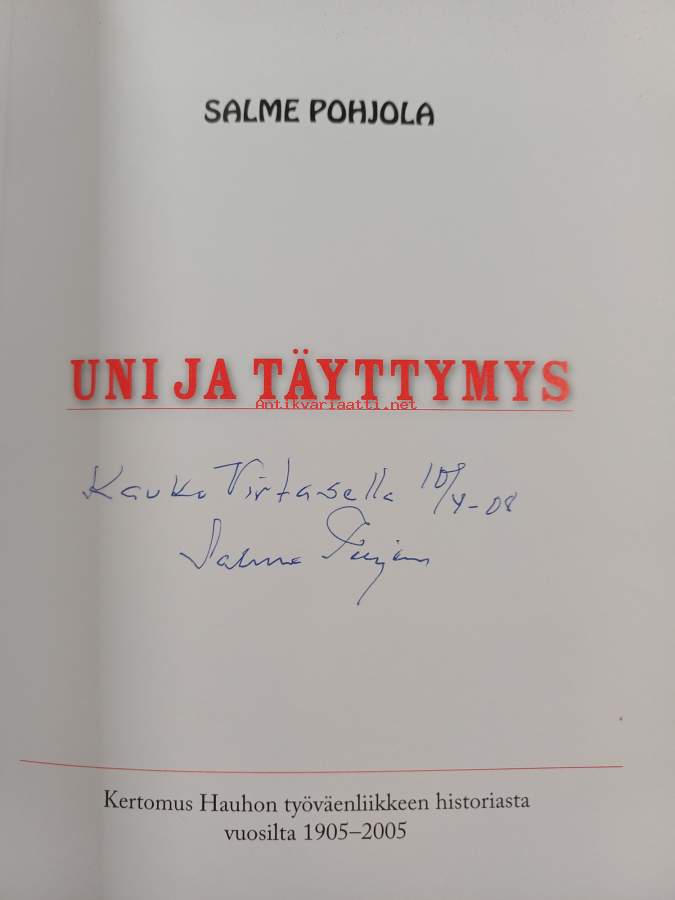 SALME POHJOLA
UNI JA TÄYTTYMYS
Antikvariaatti.net
Kauko Virtaselle 10/4-08
Salme
Kertomus Hauhon työväenliikkeen historiasta
vuosilta 1905–2005